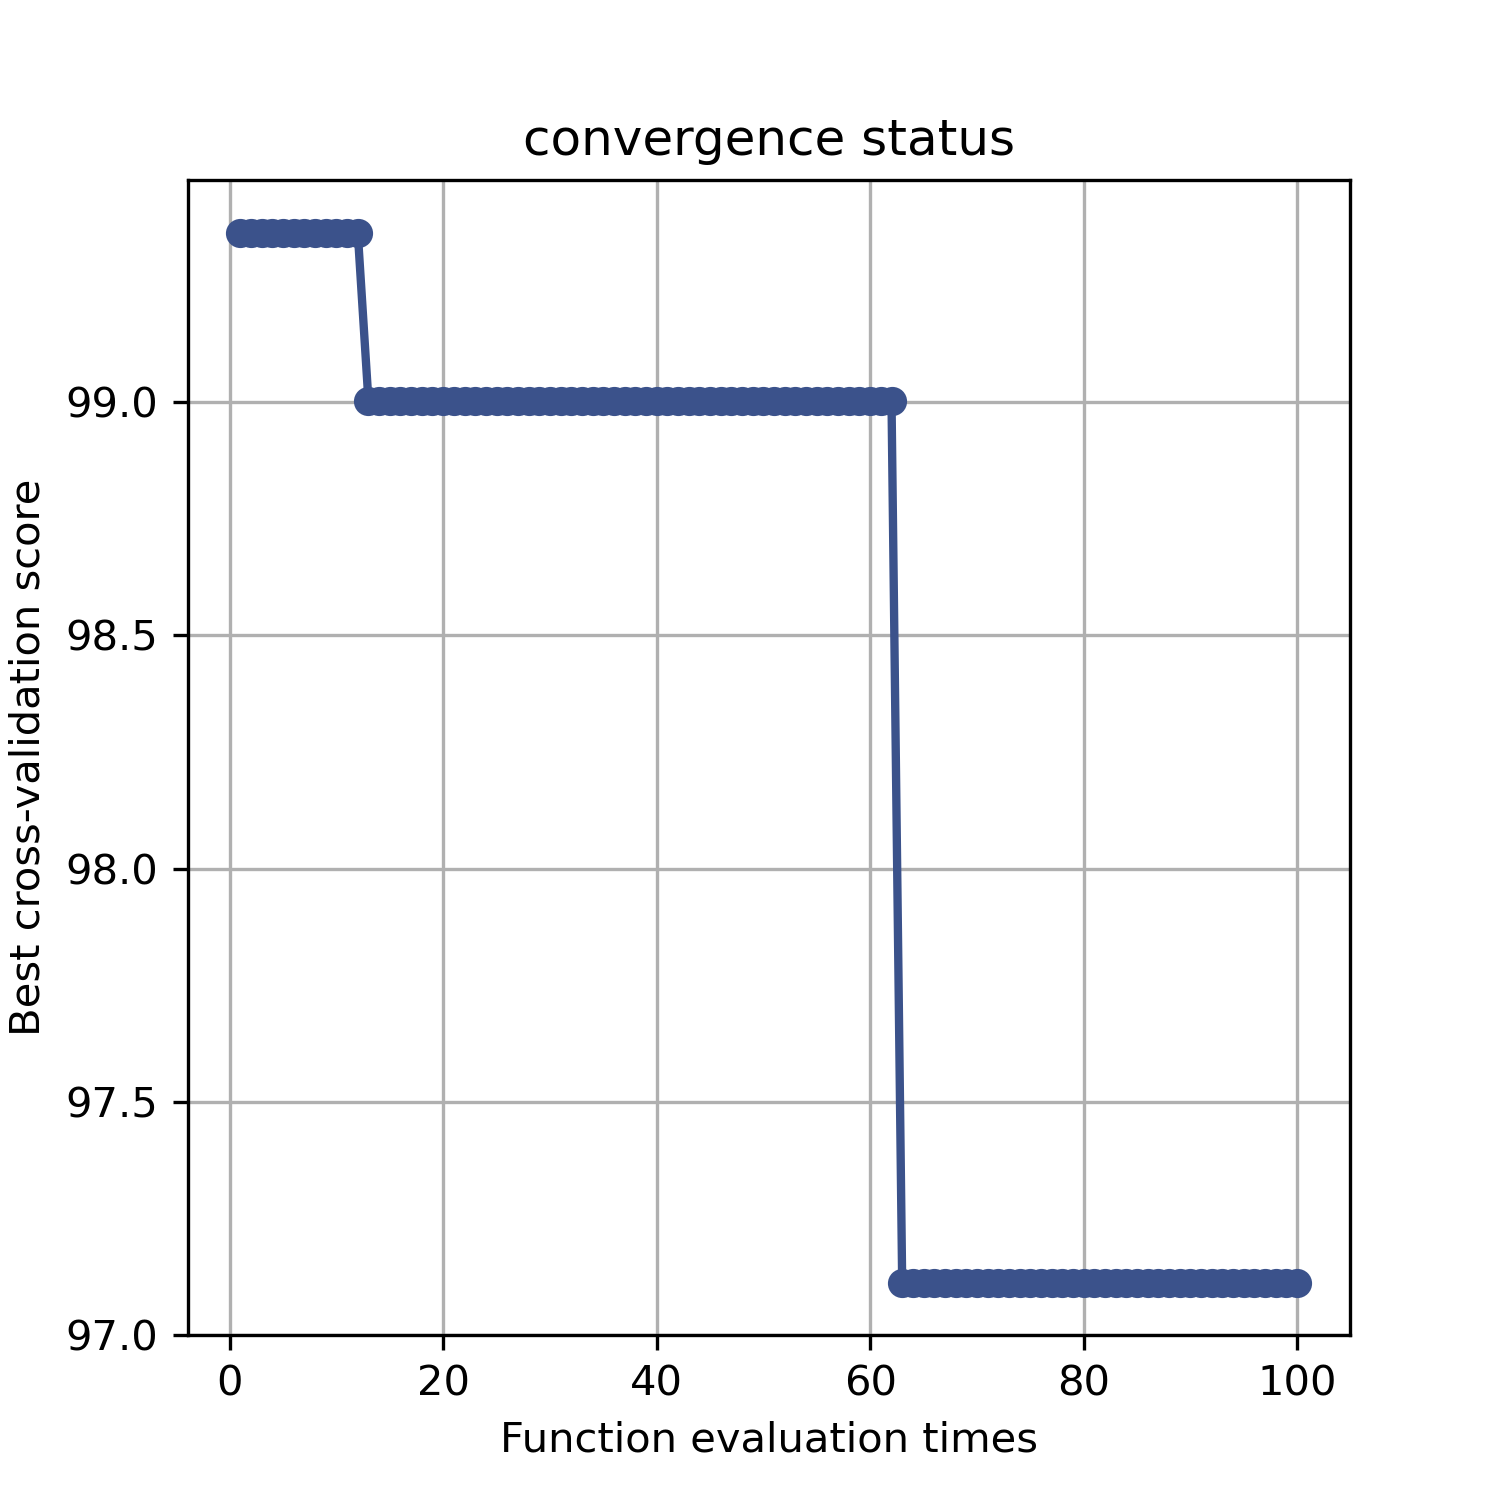 convergence status
Best cross-validation score
99.0
98.5
98.0
97.5
97.0
0 20 40 60 80 100
Function evaluation times